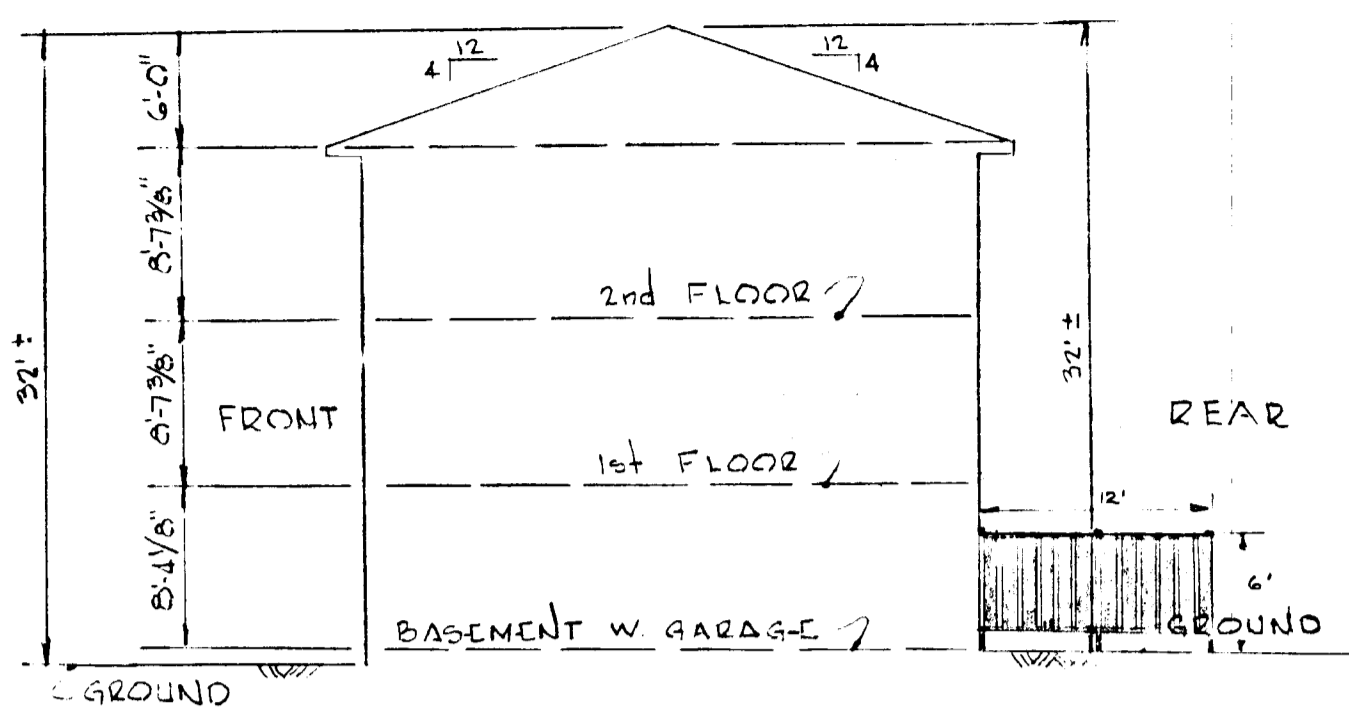 12
4
12
4
6'-0"
8'-7 3/8"
2nd FLOOR
32' ±
32' ±
8'-7 3/8"
FRONT
REAR
1st FLOOR
12'
8'-4 1/8"
6'
BASEMENT W. GARAGE
GROUND
GROUND